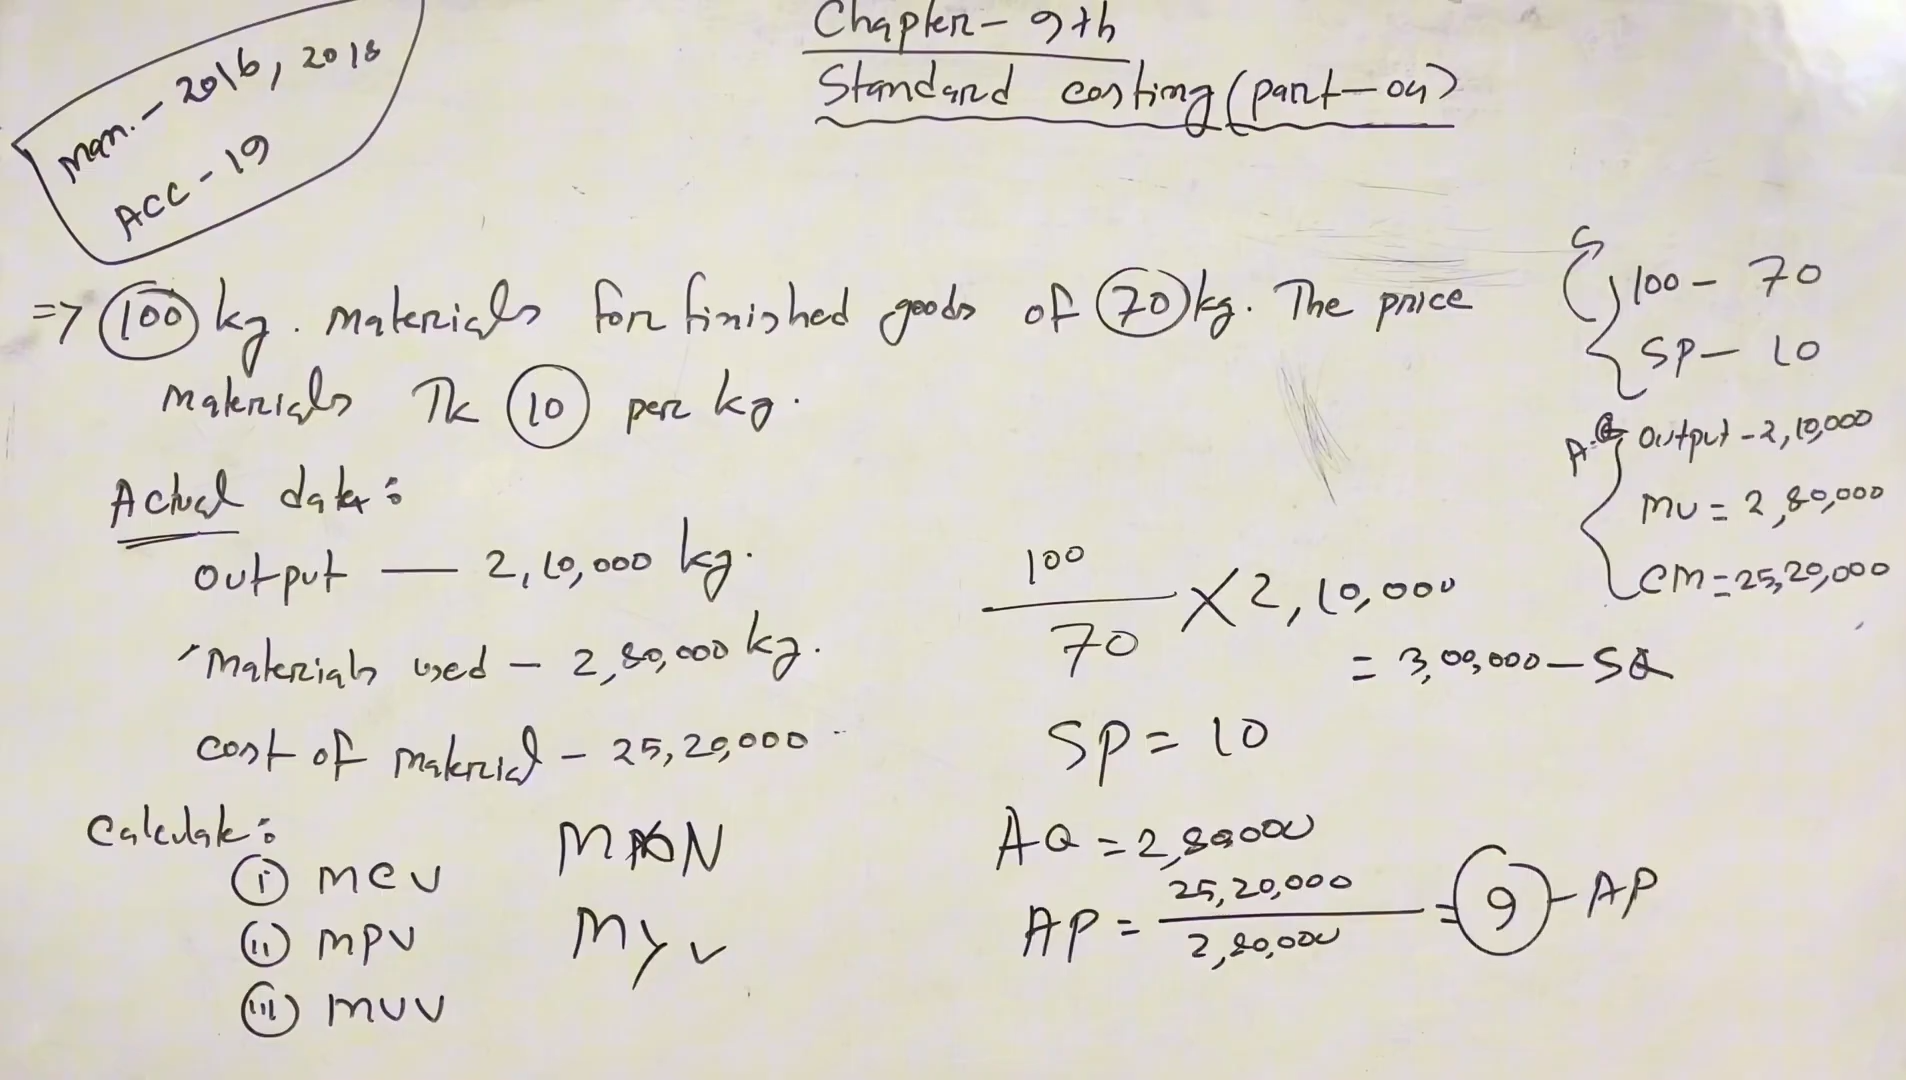 Man. - 2016, 2018
ACC - 19
Chapter - 9th
Standard costing (part-04)
=> 100 kg. materials for finished goods of 70 kg. The price
materials Tk 10 per kg.
Actual data:
Output — 2,10,000 kg.
Materials used - 2,80,000 kg.
cost of material - 25,20,000
Calculate:
(i) MCV
(ii) MPV
(iii) MUV
MYV
S
100 - 70
SP - 10
Output - 2,10,000
MU = 2,80,000
CM = 25,20,000
100
70
× 2,10,000
= 3,00,000 - SQ
SP = 10
AQ = 2,80000
AP = 25,20,000 / 2,80,000 = 9 - AP